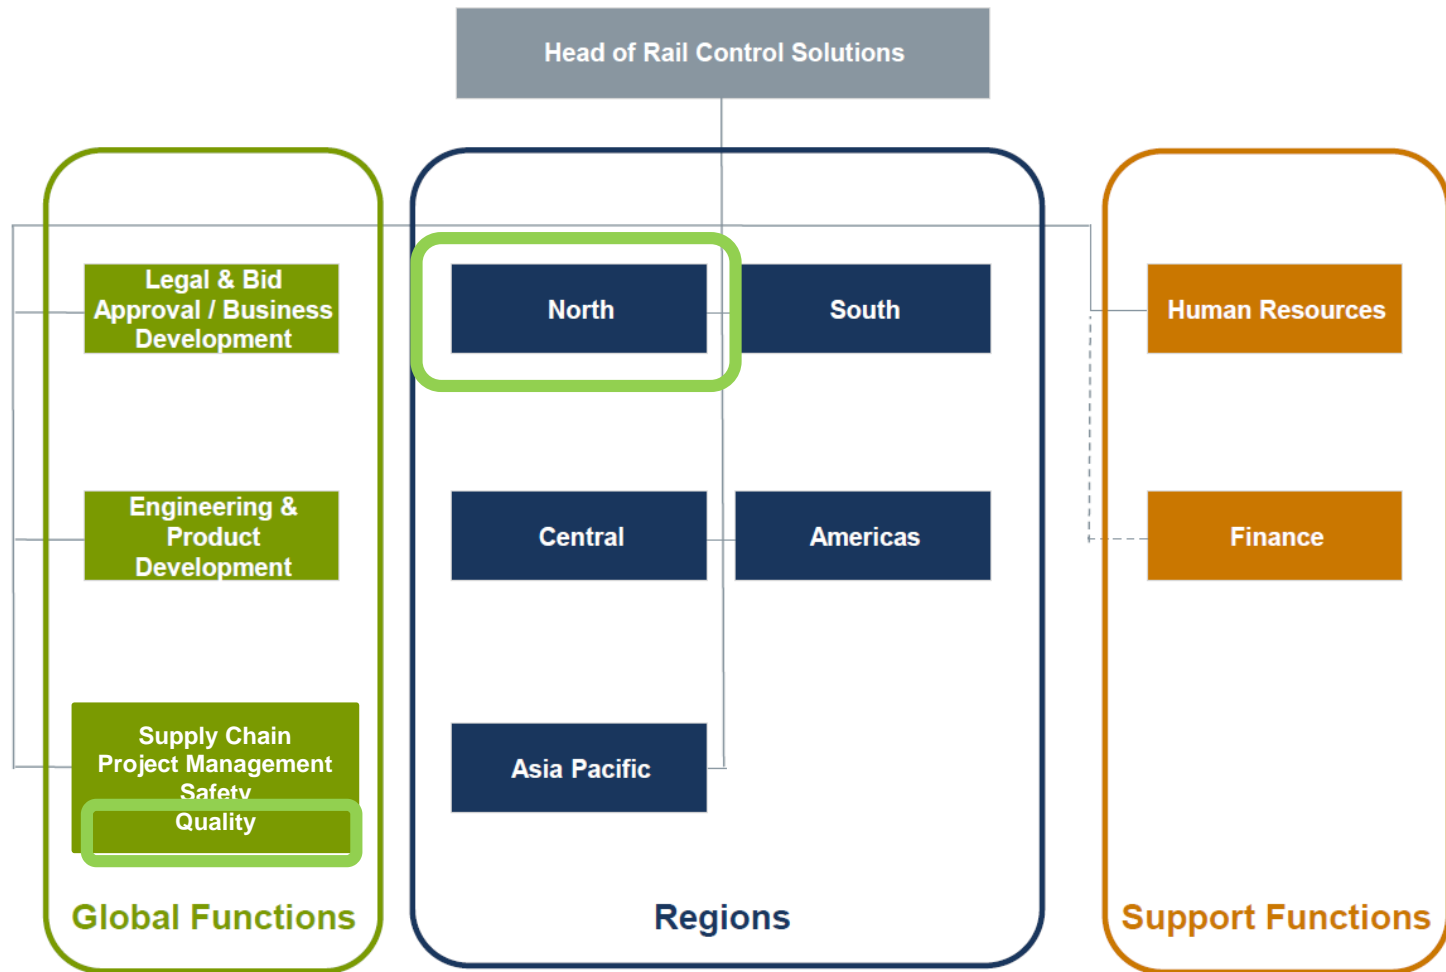 Head of Rail Control Solutions
Legal & Bid
Approval / Business
Development
Engineering &
Product
Development
Supply Chain
Project Management
Safety
Quality
Global Functions
North
South
Central
Americas
Asia Pacific
Regions
Human Resources
Finance
Support Functions